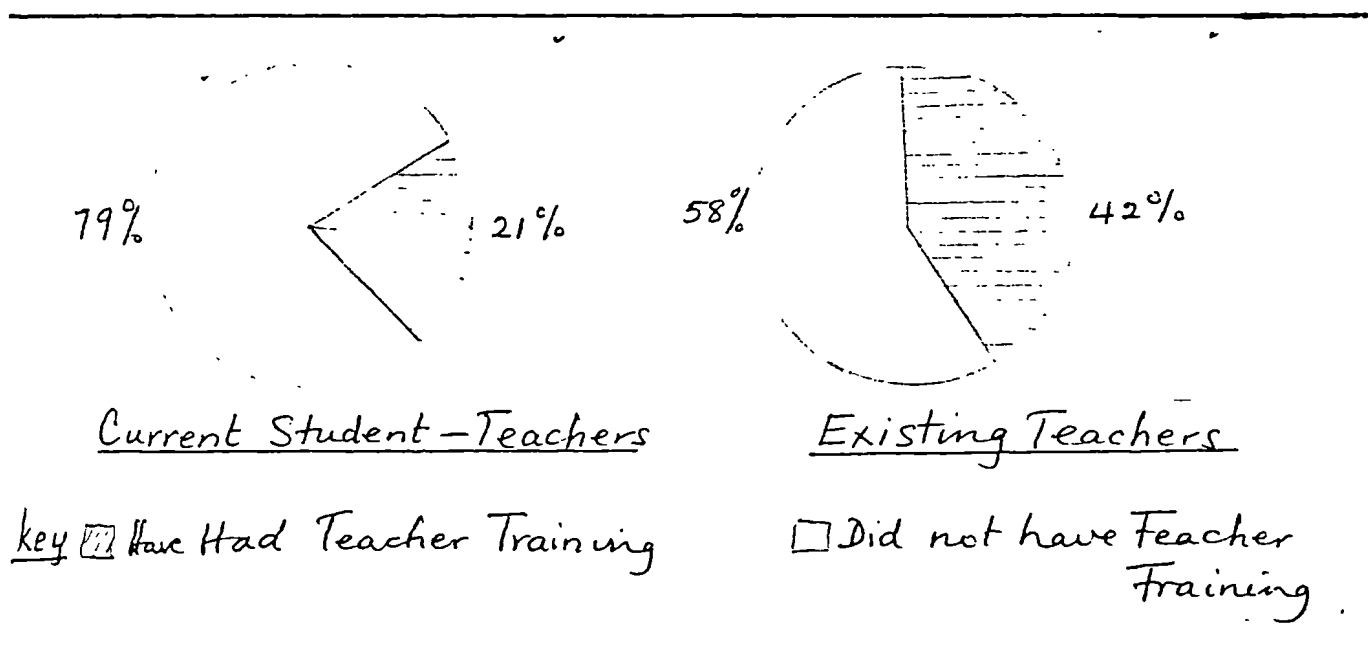 79% 21% 58% 42%
Current Student-Teachers Existing Teachers
key Have Had Teacher Training Did not have Teacher
Training.